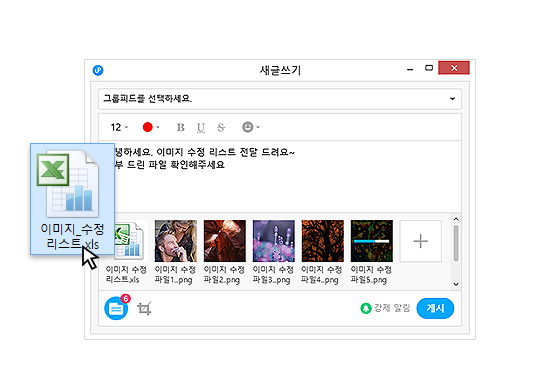 새글쓰기
그룹피드를 선택하세요.
12 B U S
녕하세요. 이미지 수정 리스트 전달 드려요~
부 드린 파일 확인해주세요
이미지_수정
리스트.xls
이미지 수정
리스트.xls
이미지 수정
파일1...png
이미지 수정
파일2...png
이미지 수정
파일3...png
이미지 수정
파일4...png
이미지 수정
파일5.png
6
강제 알림
게시